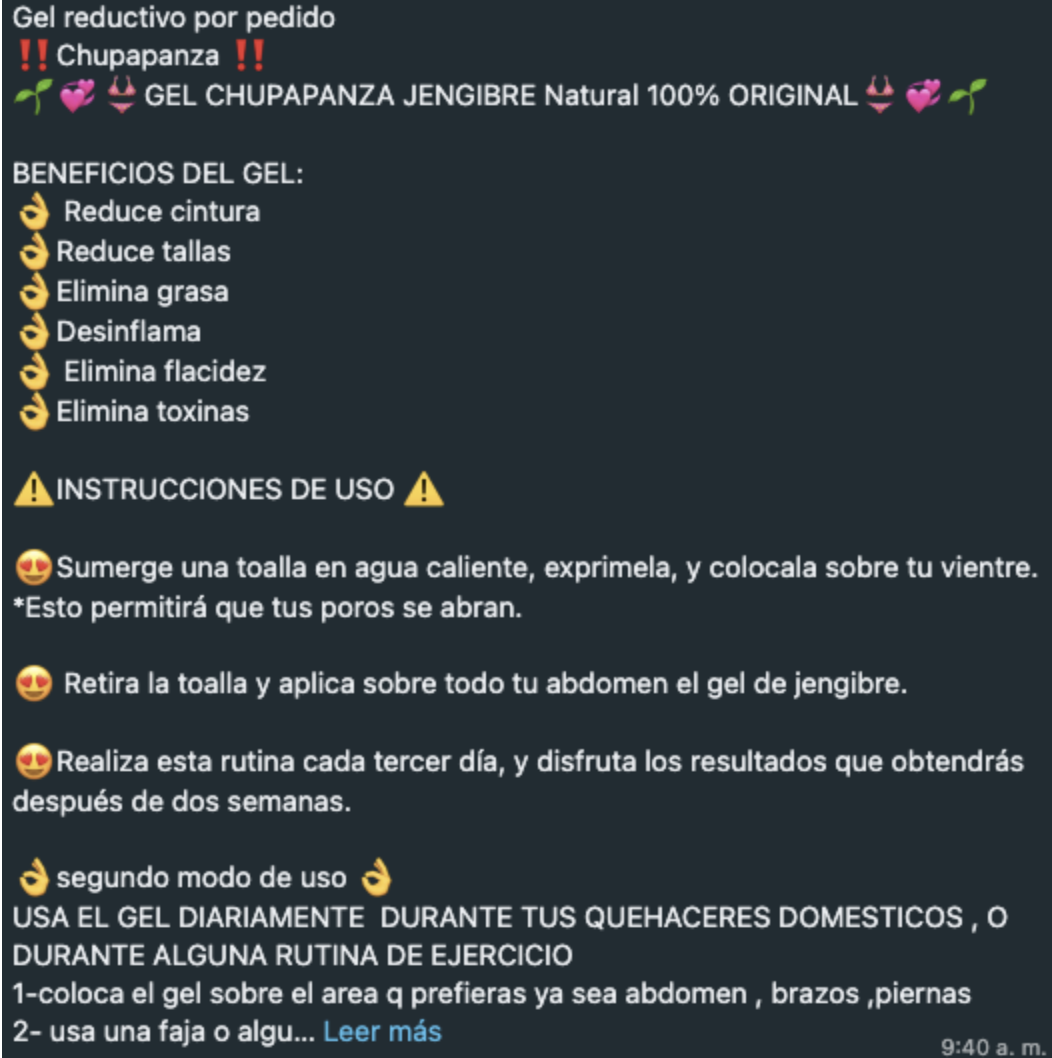 Gel reductivo por pedido
‼️Chupapanza ‼️
🌱 💞 👙 GEL CHUPAPANZA JENGIBRE Natural 100% ORIGINAL 👙 💞 🌱
BENEFICIOS DEL GEL:
👌 Reduce cintura
👌Reduce tallas
👌Elimina grasa
👌Desinflama
👌 Elimina flacidez
👌Elimina toxinas
⚠️INSTRUCCIONES DE USO ⚠️
😍Sumerge una toalla en agua caliente, exprimela, y colocala sobre tu vientre.
*Esto permitirá que tus poros se abran.
😍 Retira la toalla y aplica sobre todo tu abdomen el gel de jengibre.
😍Realiza esta rutina cada tercer día, y disfruta los resultados que obtendrás
después de dos semanas.
👌segundo modo de uso 👌
USA EL GEL DIARIAMENTE  DURANTE TUS QUEHACERES DOMESTICOS , O
DURANTE ALGUNA RUTINA DE EJERCICIO
1-coloca el gel sobre el area q prefieras ya sea abdomen , brazos ,piernas
2- usa una faja o algu... Leer más
9:40 a. m.